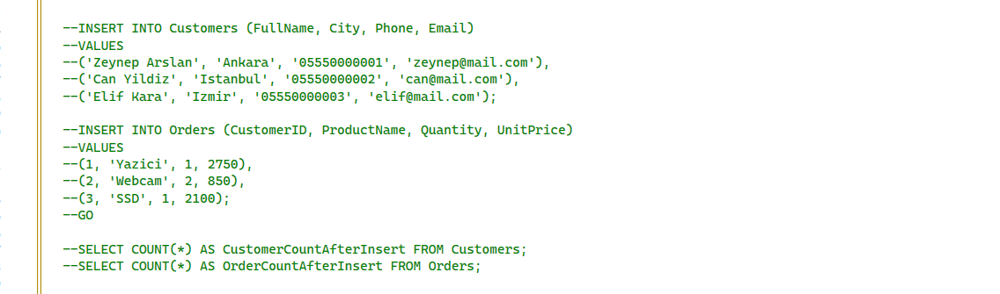 --INSERT INTO Customers (FullName, City, Phone, Email)
--VALUES
--('Zeynep Arslan', 'Ankara', '05550000001', 'zeynep@mail.com'),
--('Can Yildiz', 'Istanbul', '05550000002', 'can@mail.com'),
--('Elif Kara', 'Izmir', '05550000003', 'elif@mail.com');
--INSERT INTO Orders (CustomerID, ProductName, Quantity, UnitPrice)
--VALUES
--(1, 'Yazici', 1, 2750),
--(2, 'Webcam', 2, 850),
--(3, 'SSD', 1, 2100);
--GO
--SELECT COUNT(*) AS CustomerCountAfterInsert FROM Customers;
--SELECT COUNT(*) AS OrderCountAfterInsert FROM Orders;